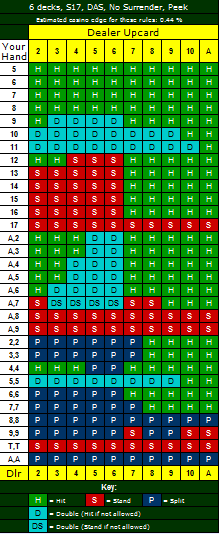 6 decks, S17, DAS, No Surrender, Peek
Estimated casino edge for these rules: 0.44 %
Your Hand Dealer Upcard
2 3 4 5 6 7 8 9 10 A
5 H H H H H H H H H H
6 H H H H H H H H H H
7 H H H H H H H H H H
8 H H H H H H H H H H
9 H D D D D H H H H H
10 D D D D D D D D H H
11 D D D D D D D D D H
12 H H S S S H H H H H
13 S S S S S H H H H H
14 S S S S S H H H H H
15 S S S S S H H H H H
16 S S S S S H H H H H
17 S S S S S S S S S S
A,2 H H H D D H H H H H
A,3 H H H D D H H H H H
A,4 H H D D D H H H H H
A,5 H H D D D H H H H H
A,6 H D D D D H H H H H
A,7 S DS DS DS DS S S H H H
A,8 S S S S S S S S S S
A,9 S S S S S S S S S S
2,2 P P P P P P H H H H
3,3 P P P P P P H H H H
4,4 H H H P P H H H H H
5,5 D D D D D D D D H H
6,6 P P P P P H H H H H
7,7 P P P P P P H H H H
8,8 P P P P P P P P P P
9,9 P P P P P S P P S S
T,T S S S S S S S S S S
A,A P P P P P P P P P P
Dlr 2 3 4 5 6 7 8 9 10 A
Key:
H = Hit S = Stand P = Split
D = Double (Hit if not allowed)
DS = Double (Stand if not allowed)